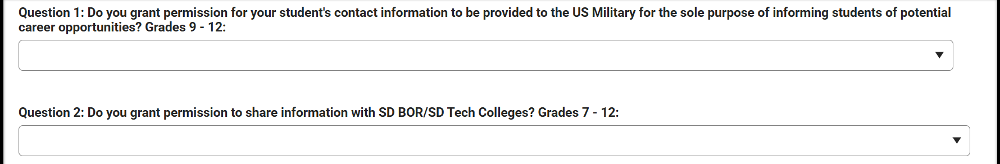 Question 1: Do you grant permission for your student's contact information to be provided to the US Military for the sole purpose of informing students of potential
career opportunities? Grades 9 - 12:
Question 2: Do you grant permission to share information with SD BOR/SD Tech Colleges? Grades 7 - 12: